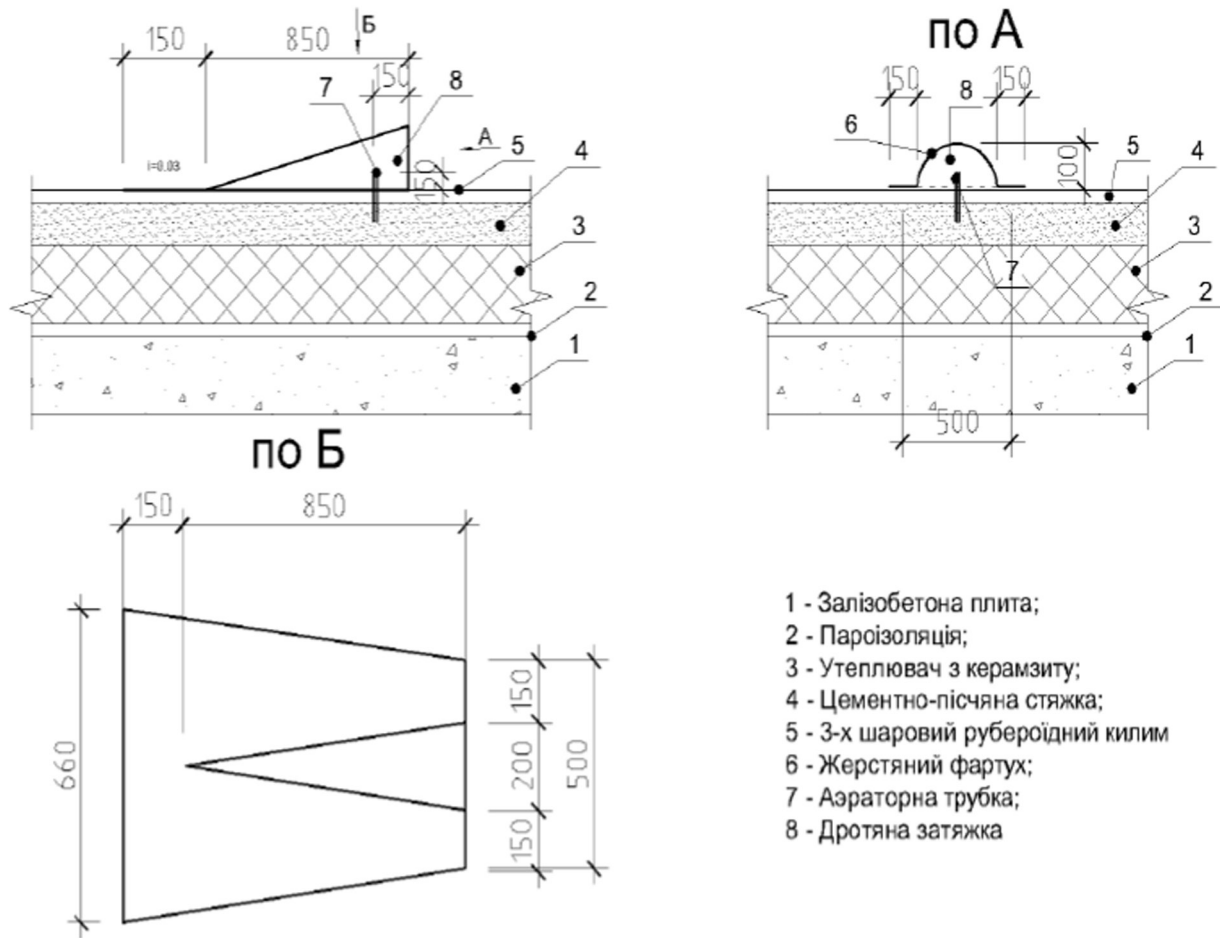 Б
150
850
150
7
8
А
5
4
i=0.03
150
3
2
1
по А
150
150
8
6
5
4
100
3
7
2
1
500
по Б
150
850
660
150
200
150
500
1 - Залізобетона плита;
2 - Пароізоляція;
3 - Утеплювач з керамзиту;
4 - Цементно-пісчяна стяжка;
5 - 3-х шаровий рубероїдний килим
6 - Жерстяний фартух;
7 - Аэраторна трубка;
8 - Дротяна затяжка